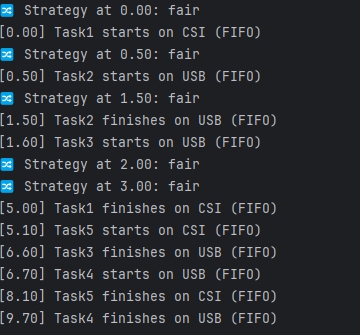 🔀 Strategy at 0.00: fair
[0.00] Task1 starts on CSI (FIFO)
🔀 Strategy at 0.50: fair
[0.50] Task2 starts on USB (FIFO)
🔀 Strategy at 1.50: fair
[1.50] Task2 finishes on USB (FIFO)
[1.60] Task3 starts on USB (FIFO)
🔀 Strategy at 2.00: fair
🔀 Strategy at 3.00: fair
[5.00] Task1 finishes on CSI (FIFO)
[5.10] Task5 starts on CSI (FIFO)
[6.60] Task3 finishes on USB (FIFO)
[6.70] Task4 starts on USB (FIFO)
[8.10] Task5 finishes on CSI (FIFO)
[9.70] Task4 finishes on USB (FIFO)